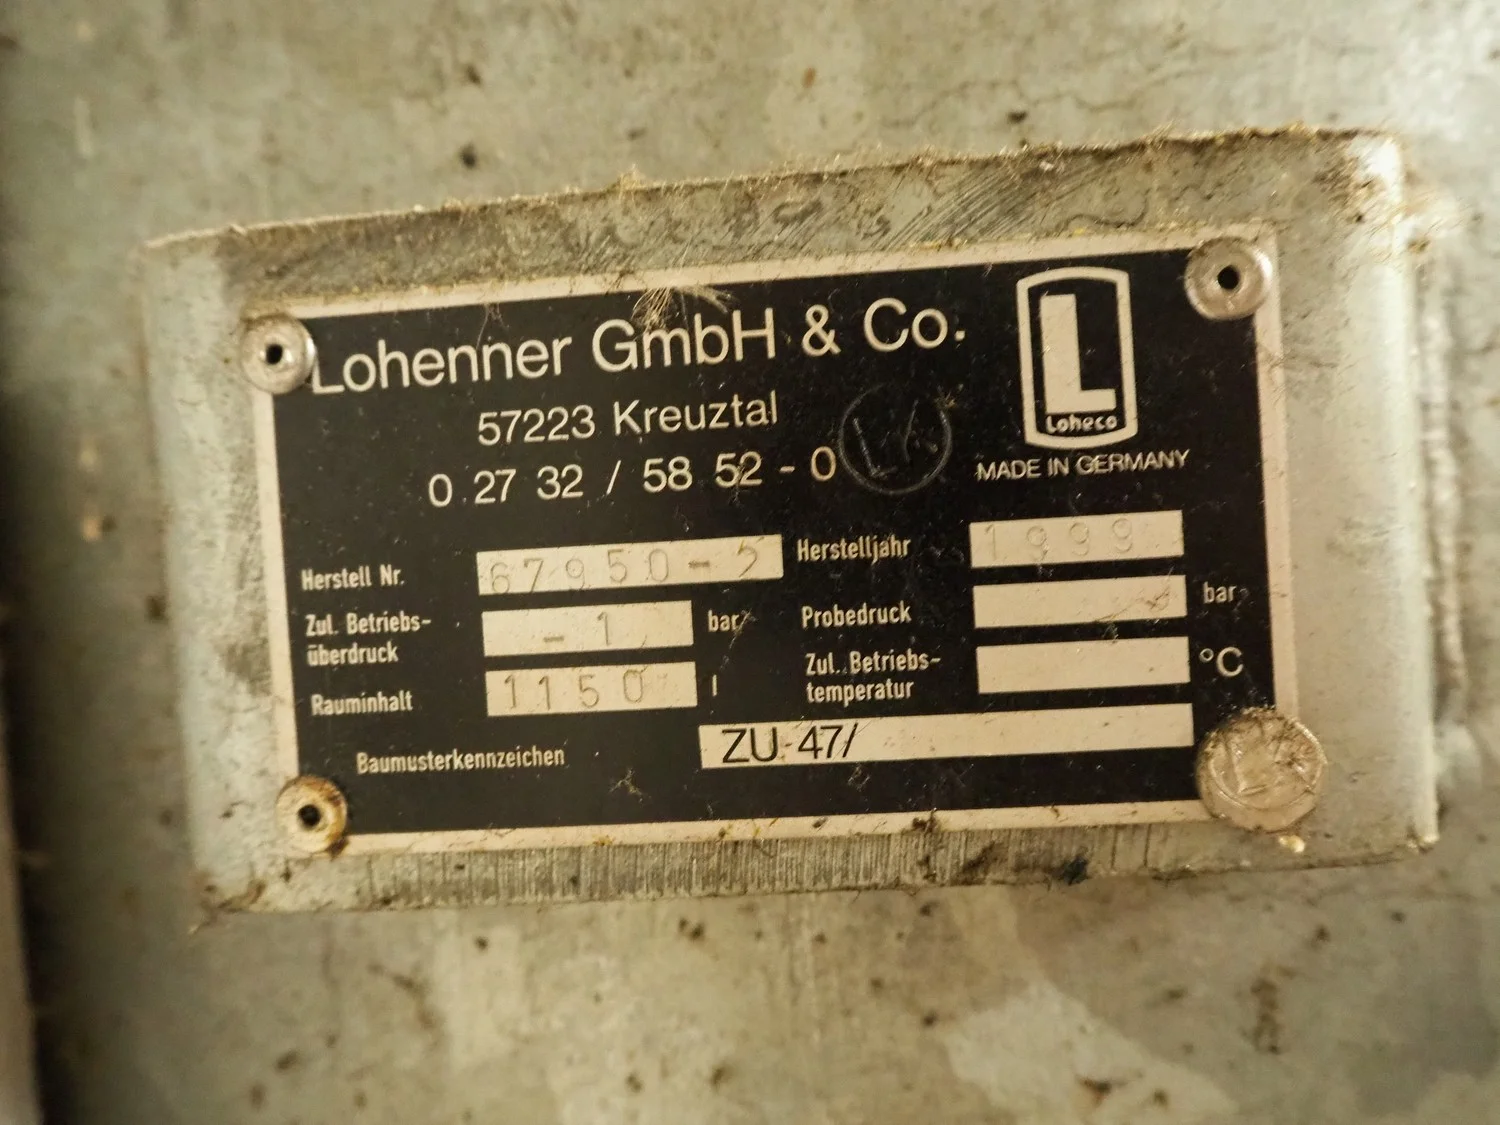 Lohenner GmbH & Co.
57223 Kreuztal
0 27 32 / 58 52 - 0
L
Loheco
MADE IN GERMANY
Herstell Nr. 67950-5 Herstelljahr 1999
Zul. Betriebs-
überdruck -1 bar Probedruck bar
Rauminhalt 1150 l Zul. Betriebs-
temperatur °C
Baumusterkennzeichen ZU-47/